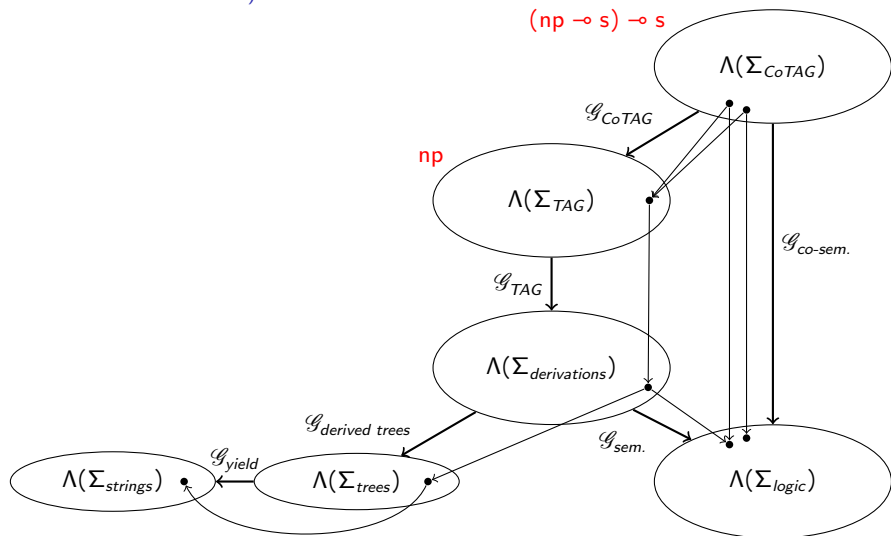 (np ⊸ s) ⊸ s
Λ(Σ_CoTAG)
𝒢_CoTAG
np
Λ(Σ_TAG)
𝒢_co-sem.
𝒢_TAG
Λ(Σ_derivations)
𝒢_derived trees
𝒢_sem.
𝒢_yield
Λ(Σ_strings)
Λ(Σ_trees)
Λ(Σ_logic)